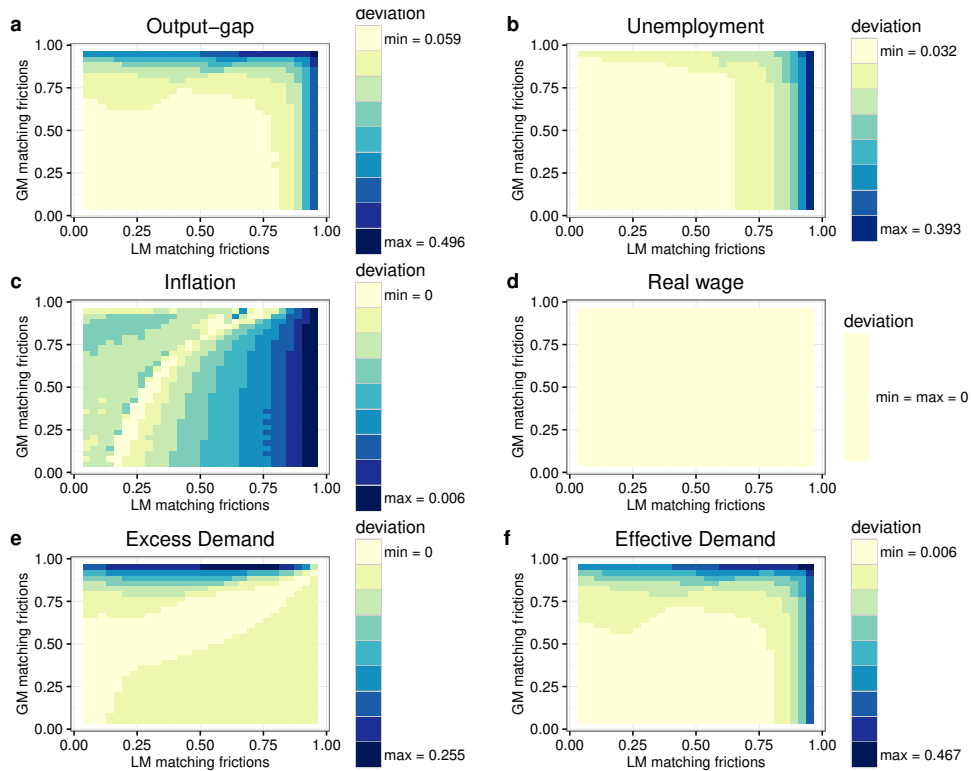 a
Output−gap
deviation
min = 0.059
max = 0.496
1.00
0.75
0.50
0.25
0.00
GM matching frictions
0.00 0.25 0.50 0.75 1.00
LM matching frictions
b
Unemployment
deviation
min = 0.032
max = 0.393
1.00
0.75
0.50
0.25
0.00
GM matching frictions
0.00 0.25 0.50 0.75 1.00
LM matching frictions
c
Inflation
deviation
min = 0
max = 0.006
1.00
0.75
0.50
0.25
0.00
GM matching frictions
0.00 0.25 0.50 0.75 1.00
LM matching frictions
d
Real wage
deviation
min = max = 0
1.00
0.75
0.50
0.25
0.00
GM matching frictions
0.00 0.25 0.50 0.75 1.00
LM matching frictions
e
Excess Demand
deviation
min = 0
max = 0.255
1.00
0.75
0.50
0.25
0.00
GM matching frictions
0.00 0.25 0.50 0.75 1.00
LM matching frictions
f
Effective Demand
deviation
min = 0.006
max = 0.467
1.00
0.75
0.50
0.25
0.00
GM matching frictions
0.00 0.25 0.50 0.75 1.00
LM matching frictions